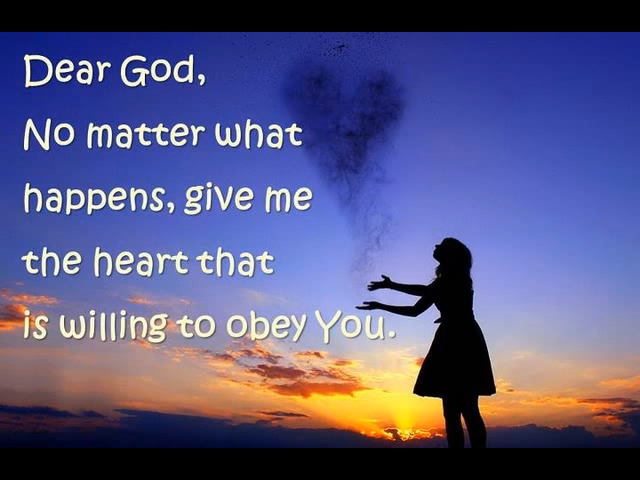 Dear God,
No matter what
happens, give me
the heart that
is willing to obey You.